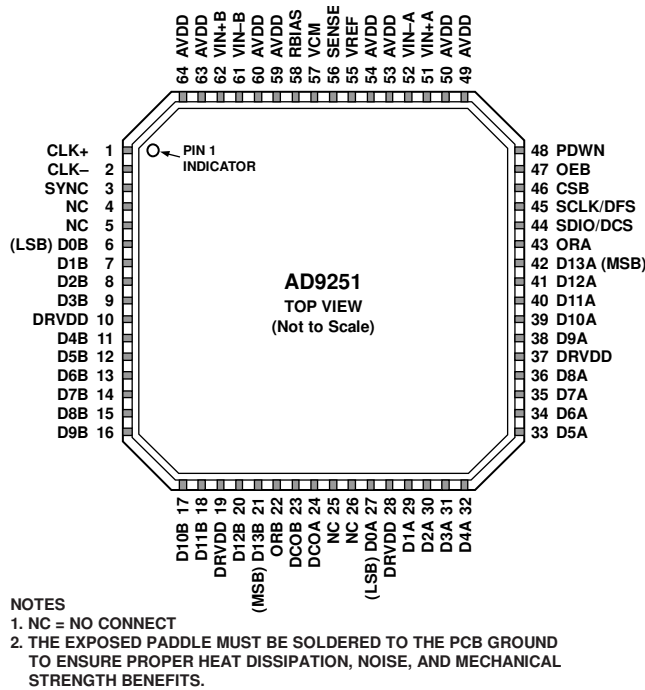 64 AVDD
63 AVDD
62 VIN+B
61 VIN–B
60 AVDD
59 AVDD
58 RBIAS
57 VCM
56 SENSE
55 VREF
54 AVDD
53 AVDD
52 VIN–A
51 VIN+A
50 AVDD
49 AVDD
CLK+ 1
CLK– 2
SYNC 3
NC 4
NC 5
(LSB) D0B 6
D1B 7
D2B 8
D3B 9
DRVDD 10
D4B 11
D5B 12
D6B 13
D7B 14
D8B 15
D9B 16
PIN 1
INDICATOR
AD9251
TOP VIEW
(Not to Scale)
48 PDWN
47 OEB
46 CSB
45 SCLK/DFS
44 SDIO/DCS
43 ORA
42 D13A (MSB)
41 D12A
40 D11A
39 D10A
38 D9A
37 DRVDD
36 D8A
35 D7A
34 D6A
33 D5A
D10B 17
D11B 18
DRVDD 19
D12B 20
(MSB) D13B 21
ORB 22
DCOB 23
DCOA 24
NC 25
NC 26
(LSB) D0A 27
DRVDD 28
D1A 29
D2A 30
D3A 31
D4A 32
NOTES
1. NC = NO CONNECT
2. THE EXPOSED PADDLE MUST BE SOLDERED TO THE PCB GROUND
TO ENSURE PROPER HEAT DISSIPATION, NOISE, AND MECHANICAL
STRENGTH BENEFITS.